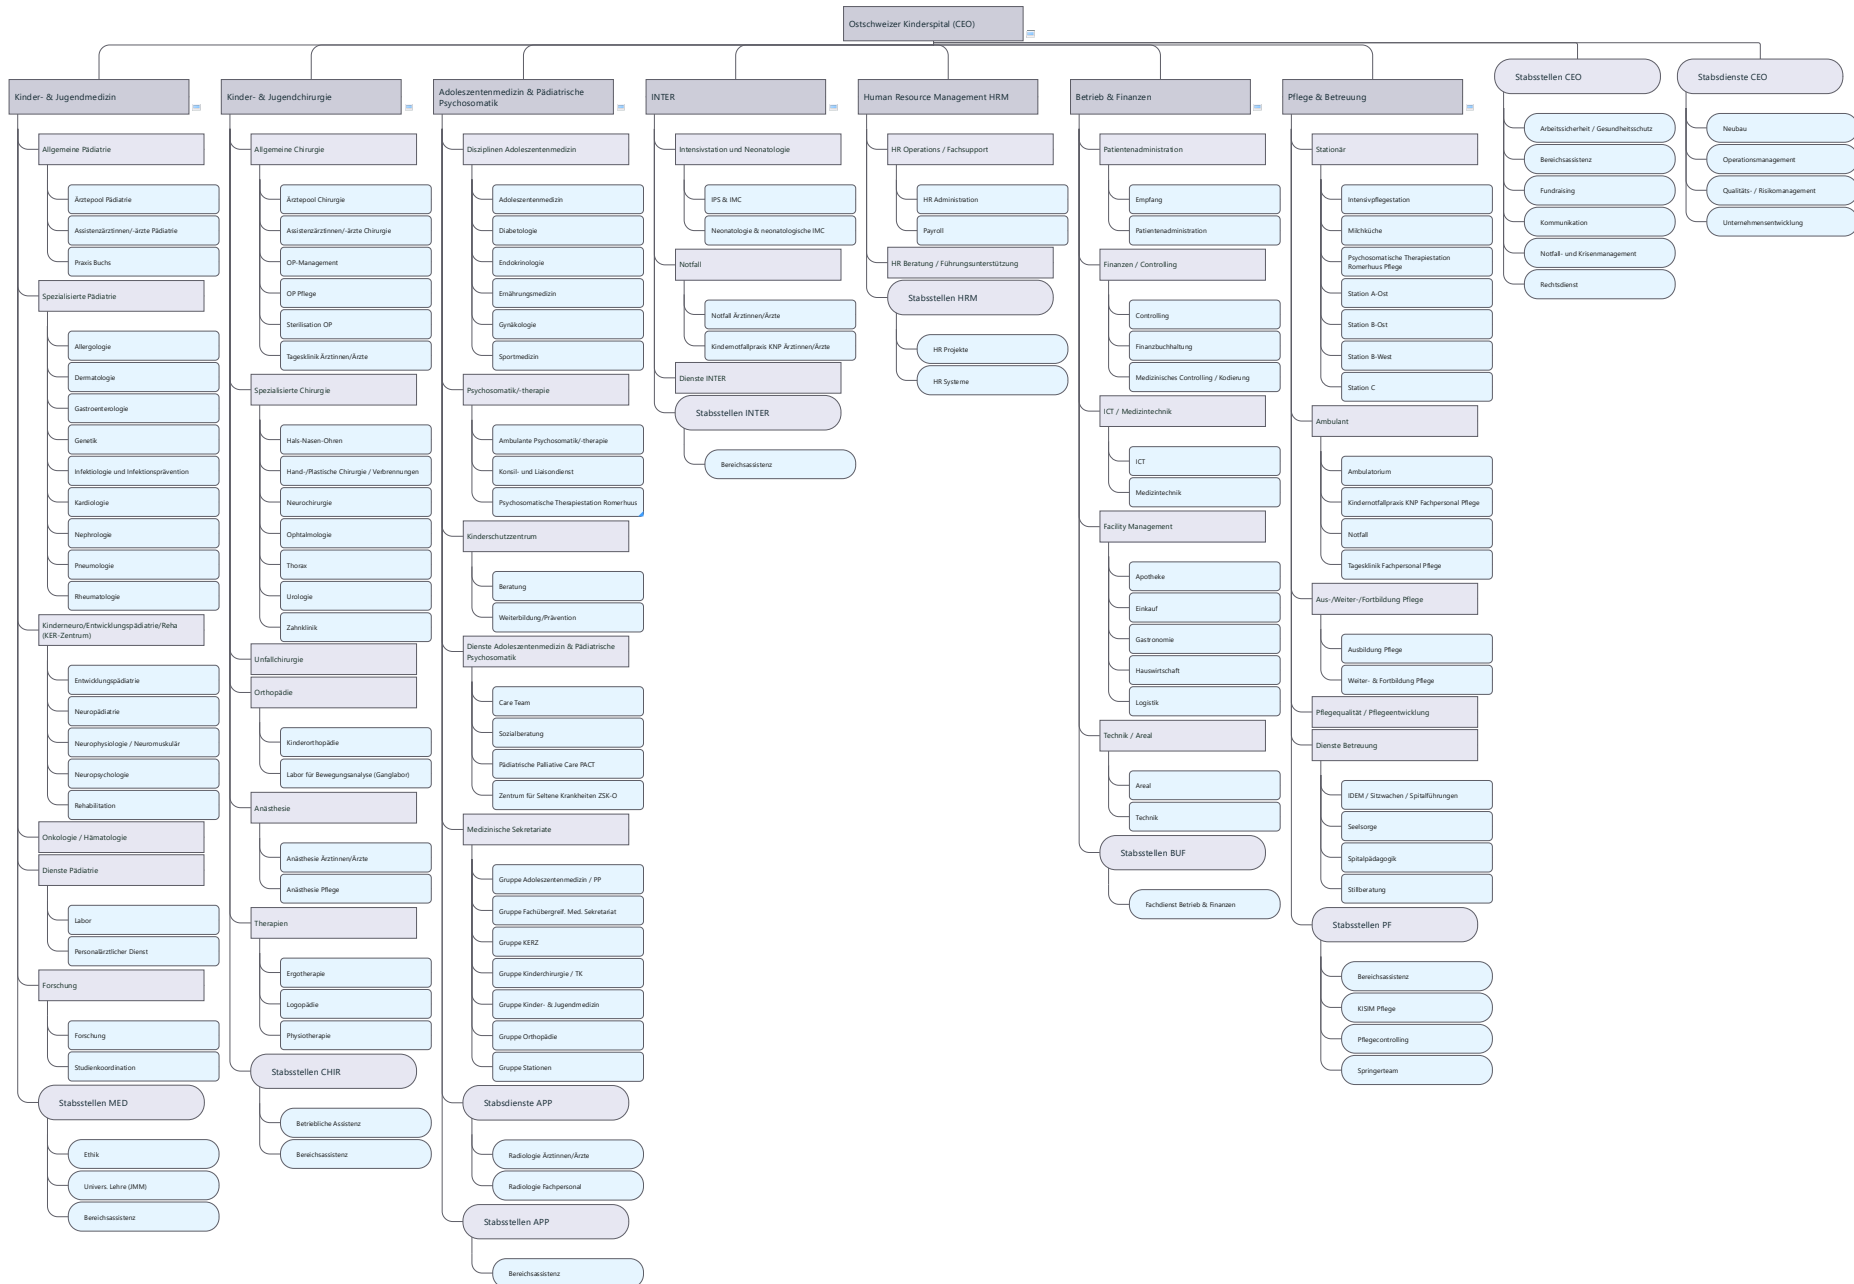 Ostschweizer Kinderspital (CEO)
Kinder- & Jugendmedizin
Allgemeine Pädiatrie
Ärztepool Pädiatrie
Assistenzärztinnen/-ärzte Pädiatrie
Praxis Buchs
Spezialisierte Pädiatrie
Allergologie
Dermatologie
Gastroenterologie
Genetik
Infektiologie und Infektionsprävention
Kardiologie
Nephrologie
Pneumologie
Rheumatologie
Kinderneuro/Entwicklungspädiatrie/Reha
(KER-Zentrum)
Entwicklungspädiatrie
Neuropädiatrie
Neurophysiologie / Neuromuskulär
Neuropsychologie
Rehabilitation
Onkologie / Hämatologie
Dienste Pädiatrie
Labor
Personalärztlicher Dienst
Forschung
Forschung
Studienkoordination
Stabsstellen MED
Ethik
Univers. Lehre (JMM)
Bereichsassistenz
Kinder- & Jugendchirurgie
Allgemeine Chirurgie
Ärztepool Chirurgie
Assistenzärztinnen/-ärzte Chirurgie
OP-Management
OP Pflege
Sterilisation OP
Tagesklinik Ärztinnen/Ärzte
Spezialisierte Chirurgie
Hals-Nasen-Ohren
Hand-/Plastische Chirurgie / Verbrennungen
Neurochirurgie
Ophtalmologie
Thorax
Urologie
Zahnklinik
Unfallchirurgie
Orthopädie
Kinderorthopädie
Labor für Bewegungsanalyse (Ganglabor)
Anästhesie
Anästhesie Ärztinnen/Ärzte
Anästhesie Pflege
Therapien
Ergotherapie
Logopädie
Physiotherapie
Stabsstellen CHIR
Betriebliche Assistenz
Bereichsassistenz
Adoleszentenmedizin & Pädiatrische
Psychosomatik
Disziplinen Adoleszentenmedizin
Adoleszentenmedizin
Diabetologie
Endokrinologie
Ernährungsmedizin
Gynäkologie
Sportmedizin
Psychosomatik/-therapie
Ambulante Psychosomatik/-therapie
Konsil- und Liaisondienst
Psychosomatische Therapiestation Romerhuus
Kinderschutzzentrum
Beratung
Weiterbildung/Prävention
Dienste Adoleszentenmedizin & Pädiatrische
Psychosomatik
Care Team
Sozialberatung
Pädiatrische Palliative Care PACT
Zentrum für Seltene Krankheiten ZSK-O
Medizinische Sekretariate
Gruppe Adoleszentenmedizin / PP
Gruppe Fachübergreif. Med. Sekretariat
Gruppe KERZ
Gruppe Kinderchirurgie / TK
Gruppe Kinder- & Jugendmedizin
Gruppe Orthopädie
Gruppe Stationen
Stabsdienste APP
Radiologie Ärztinnen/Ärzte
Radiologie Fachpersonal
Stabsstellen APP
Bereichsassistenz
INTER
Intensivstation und Neonatologie
IPS & IMC
Neonatologie & neonatologische IMC
Notfall
Notfall Ärztinnen/Ärzte
Kindernotfallpraxis KNP Ärztinnen/Ärzte
Dienste INTER
Stabsstellen INTER
Bereichsassistenz
Human Resource Management HRM
HR Operations / Fachsupport
HR Administration
Payroll
HR Beratung / Führungsunterstützung
Stabsstellen HRM
HR Projekte
HR Systeme
Betrieb & Finanzen
Patientenadministration
Empfang
Patientenadministration
Finanzen / Controlling
Controlling
Finanzbuchhaltung
Medizinisches Controlling / Kodierung
ICT / Medizintechnik
ICT
Medizintechnik
Facility Management
Apotheke
Einkauf
Gastronomie
Hauswirtschaft
Logistik
Technik / Areal
Areal
Technik
Stabsstellen BUF
Fachdienst Betrieb & Finanzen
Pflege & Betreuung
Stationär
Intensivpflegestation
Milchküche
Psychosomatische Therapiestation
Romerhuus Pflege
Station A-Ost
Station B-Ost
Station B-West
Station C
Ambulant
Ambulatorium
Kindernotfallpraxis KNP Fachpersonal Pflege
Notfall
Tagesklinik Fachpersonal Pflege
Aus-/Weiter-/Fortbildung Pflege
Ausbildung Pflege
Weiter- & Fortbildung Pflege
Pflegequalität / Pflegeentwicklung
Dienste Betreuung
IDEM / Sitzwachen / Spitalführungen
Seelsorge
Spitalpädagogik
Stillberatung
Stabsstellen PF
Bereichsassistenz
KISIM Pflege
Pflegecontrolling
Springerteam
Stabsstellen CEO
Arbeitssicherheit / Gesundheitsschutz
Bereichsassistenz
Fundraising
Kommunikation
Notfall- und Krisenmanagement
Rechtsdienst
Stabsdienste CEO
Neubau
Operationsmanagement
Qualitäts- / Risikomanagement
Unternehmensentwicklung